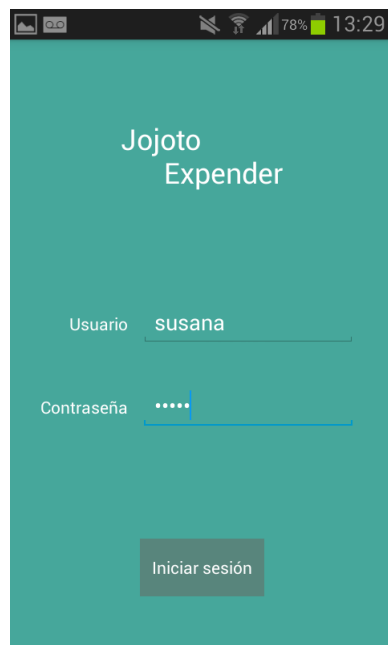 78% 13:29
Jojoto
Expender
Usuario susana
Contraseña •••••
Iniciar sesión